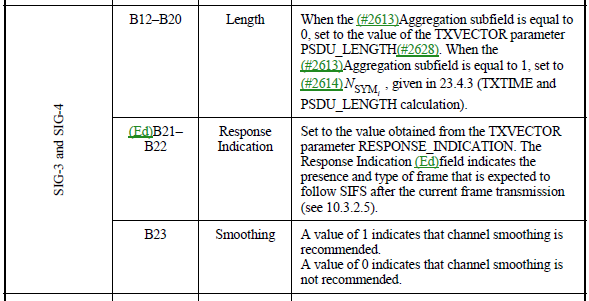 SIG-3 and SIG-4
B12–B20
Length
When the (#2613)Aggregation subfield is equal to
0, set to the value of the TXVECTOR parameter
PSDU_LENGTH(#2628). When the
(#2613)Aggregation subfield is equal to 1, set to
(#2614)N_SYM_i , given in 23.4.3 (TXTIME and
PSDU_LENGTH calculation).
(Ed)B21–
B22
Response
Indication
Set to the value obtained from the TXVECTOR
parameter RESPONSE_INDICATION. The
Response Indication (Ed)field indicates the
presence and type of frame that is expected to
follow SIFS after the current frame transmission
(see 10.3.2.5).
B23
Smoothing
A value of 1 indicates that channel smoothing is
recommended.
A value of 0 indicates that channel smoothing is
not recommended.